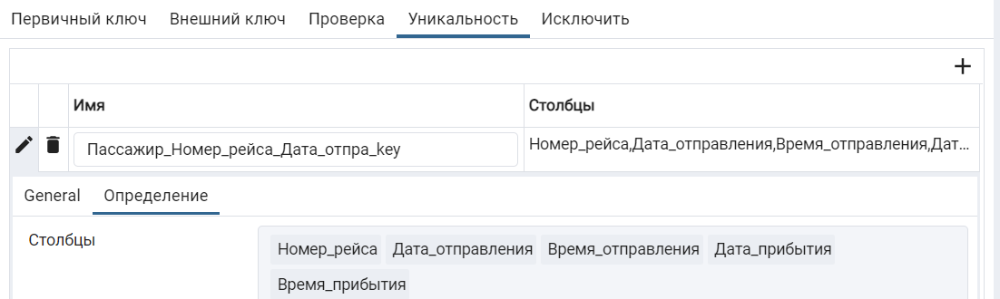 Первичный ключ Внешний ключ Проверка Уникальность Исключить
Имя Столбцы
Пассажир_Номер_рейса_Дата_отпра_key Номер_рейса,Дата_отправления,Время_отправления,Дат...
General Определение
Столбцы Номер_рейса Дата_отправления Время_отправления Дата_прибытия
Время_прибытия